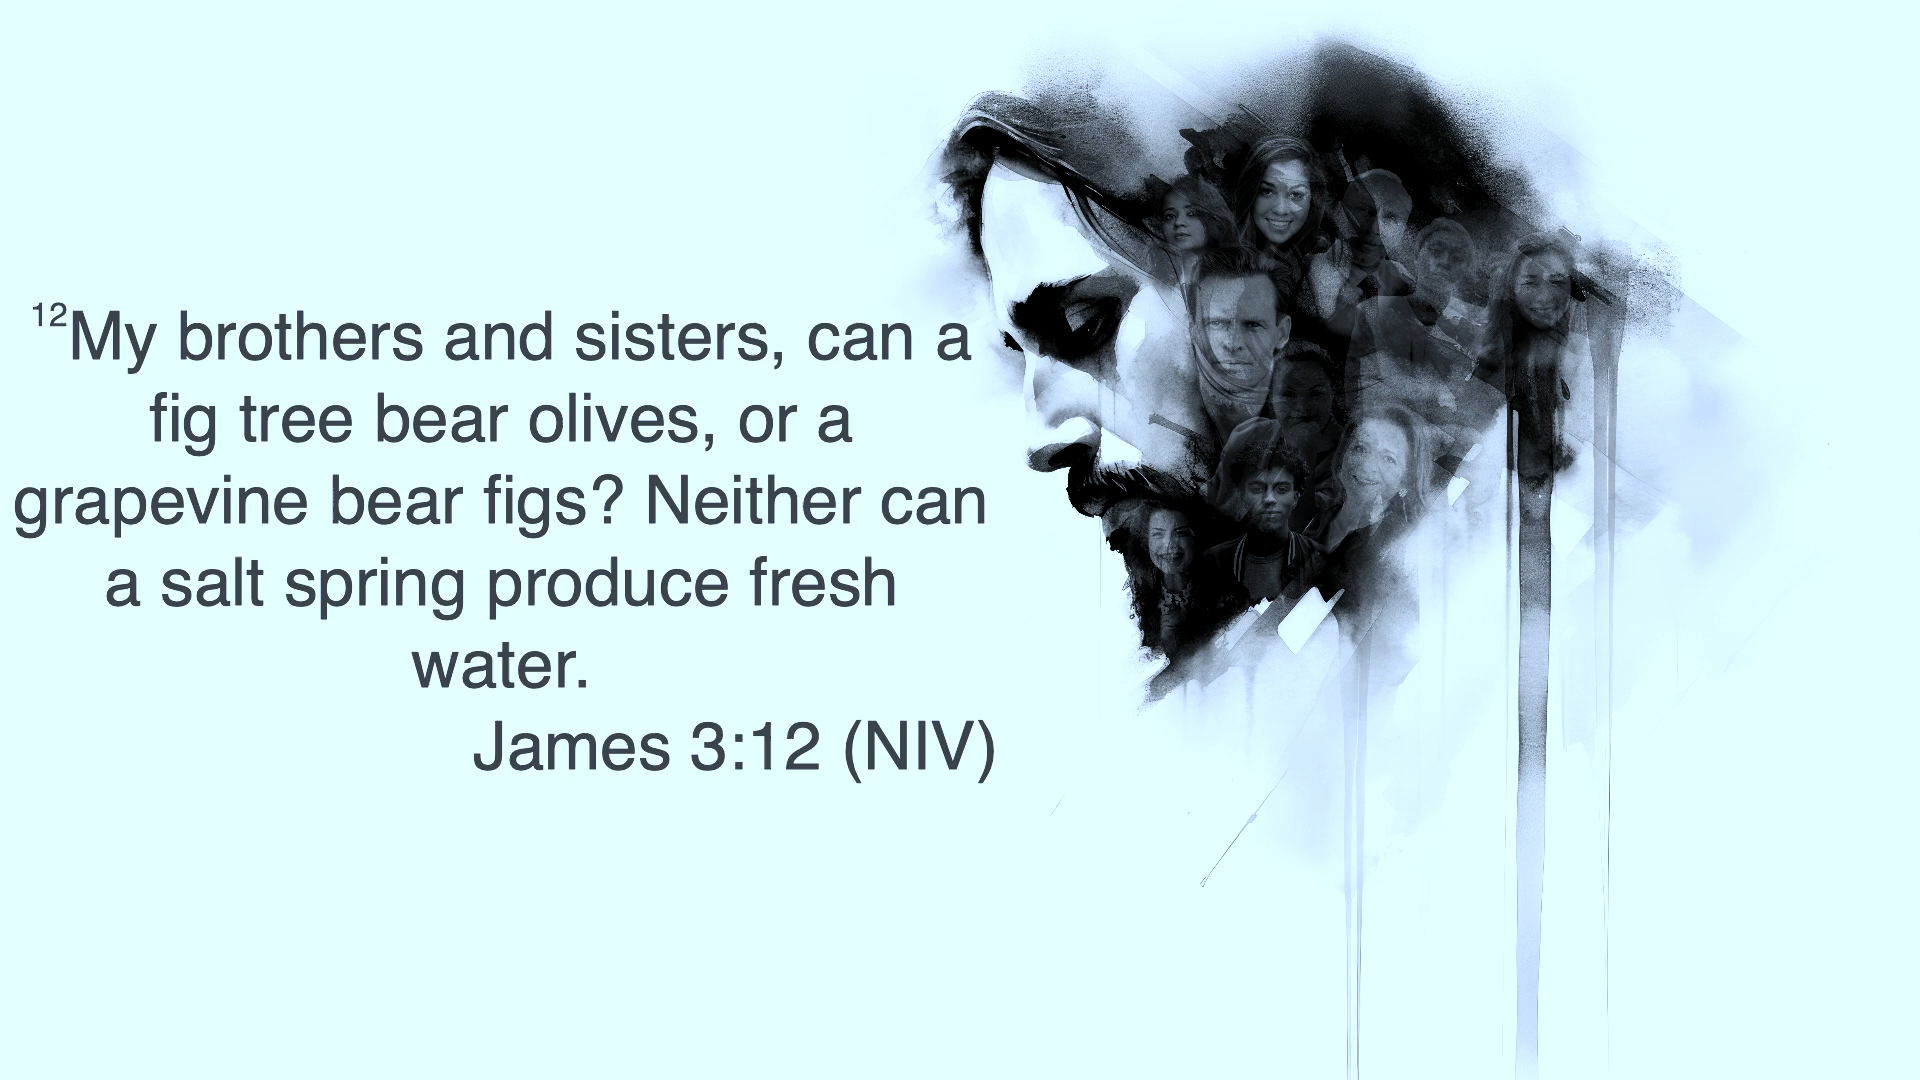 12My brothers and sisters, can a
fig tree bear olives, or a
grapevine bear figs? Neither can
a salt spring produce fresh
water.
James 3:12 (NIV)